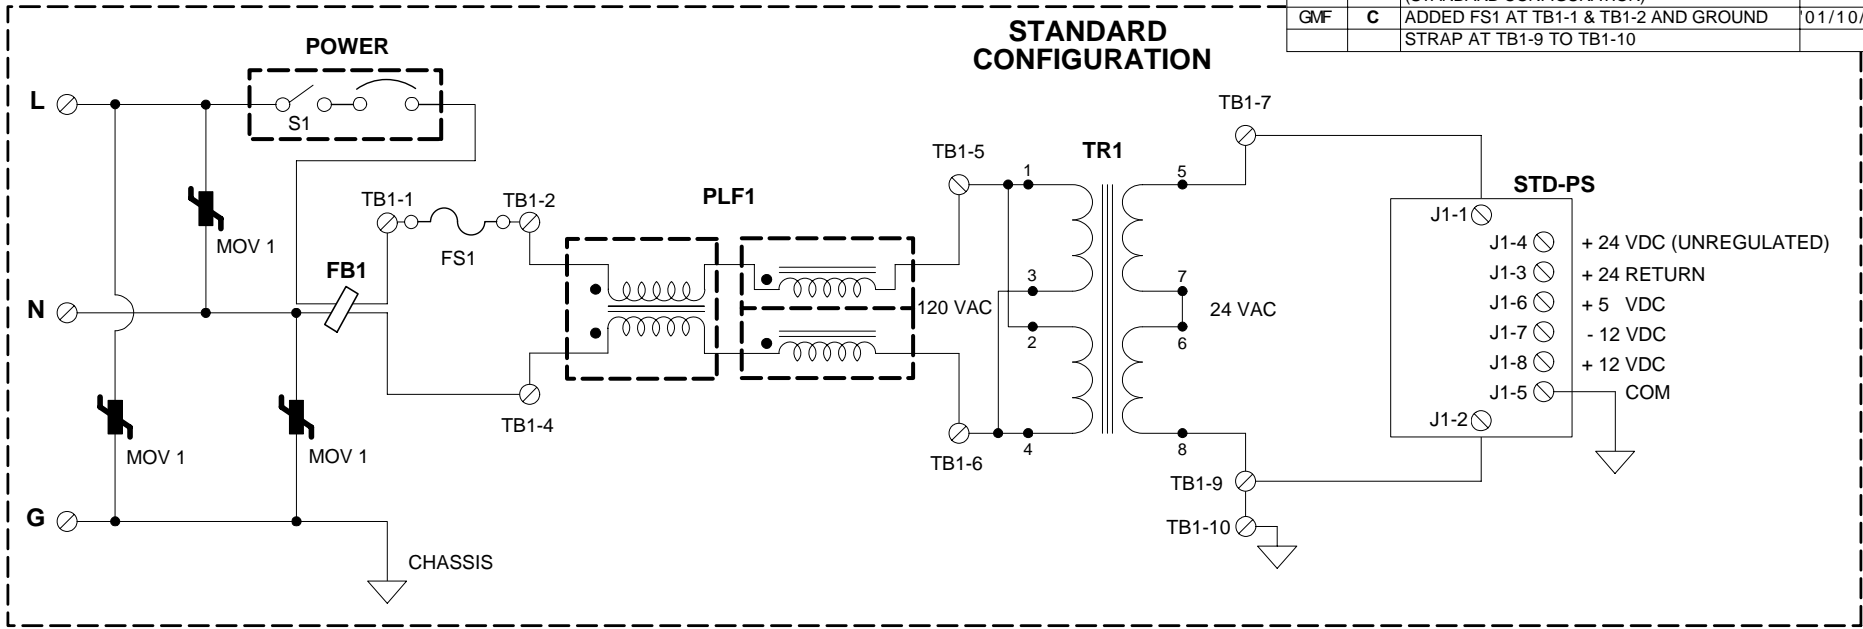 GMF C ADDED FS1 AT TB1-1 & TB1-2 AND GROUND '01/10/
STRAP AT TB1-9 TO TB1-10
STANDARD
CONFIGURATION
POWER
L
S1
TB1-7
TB1-5
TR1
1
5
STD-PS
TB1-1
TB1-2
PLF1
J1-1
MOV 1
FS1
J1-4 + 24 VDC (UNREGULATED)
FB1
3
7
J1-3 + 24 RETURN
N
120 VAC
24 VAC
J1-6 + 5 VDC
2
6
J1-7 - 12 VDC
J1-8 + 12 VDC
J1-5 COM
TB1-4
J1-2
MOV 1
MOV 1
TB1-6
4
8
TB1-9
G
TB1-10
CHASSIS